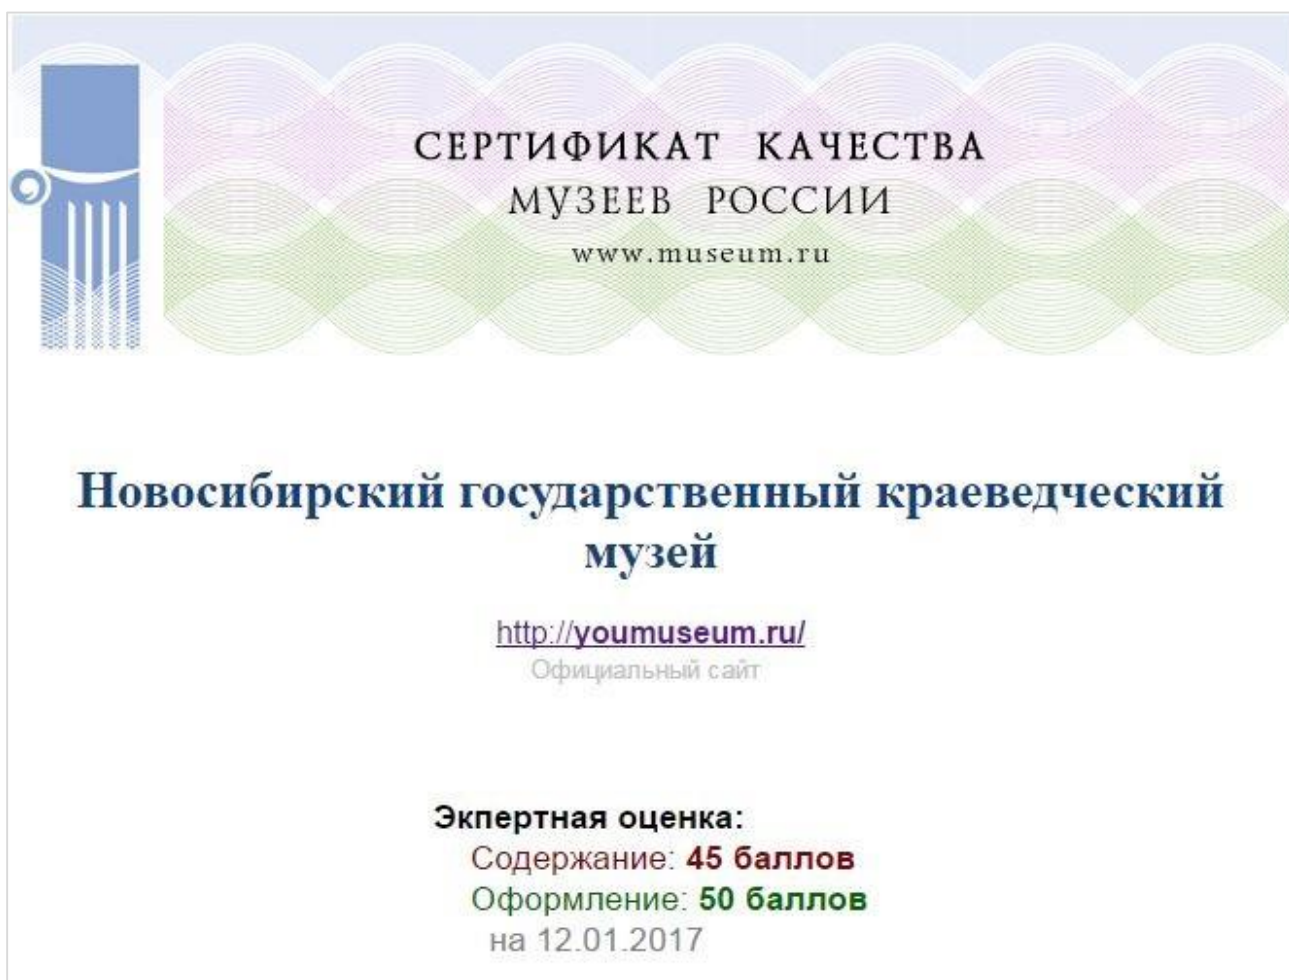 СЕРТИФИКАТ КАЧЕСТВА
МУЗЕЕВ РОССИИ
www.museum.ru
Новосибирский государственный краеведческий
музей
http://youmuseum.ru/
Официальный сайт
Экпертная оценка:
Содержание: 45 баллов
Оформление: 50 баллов
на 12.01.2017